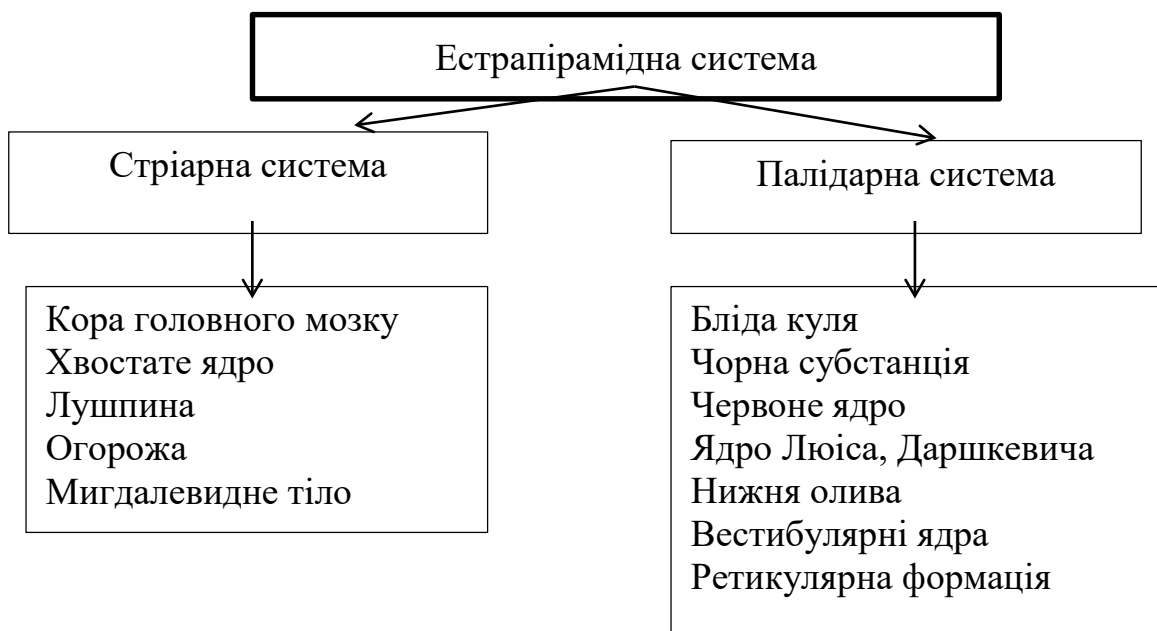 Естрапірамідна система
Стріарна система
Палідарна система
Кора головного мозку
Хвостате ядро
Лушпина
Огорожа
Мигдалевидне тіло
Бліда куля
Чорна субстанція
Червоне ядро
Ядро Люіса, Даршкевича
Нижня олива
Вестибулярні ядра
Ретикулярна формація